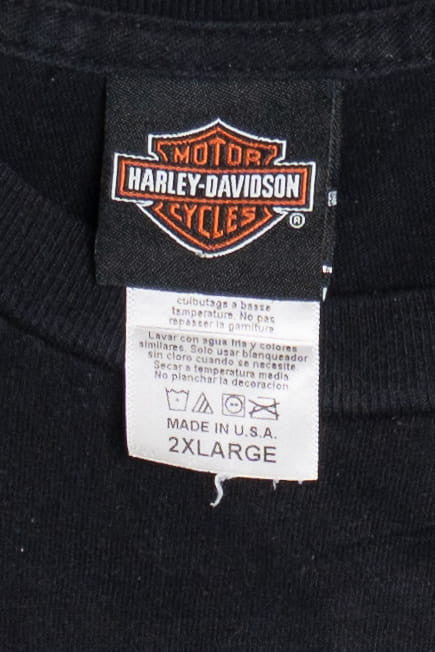 MOTOR
HARLEY-DAVIDSON
CYCLES
®
culbutage a basse
temperature. No pas
repasser la garniture
Lavar con agua fria y colores
similares. Solo usar blanqueador
sin cloro cuando se necesite
Secar a temperatura media
No planchar la decoracion
MADE IN U.S.A.
2XLARGE